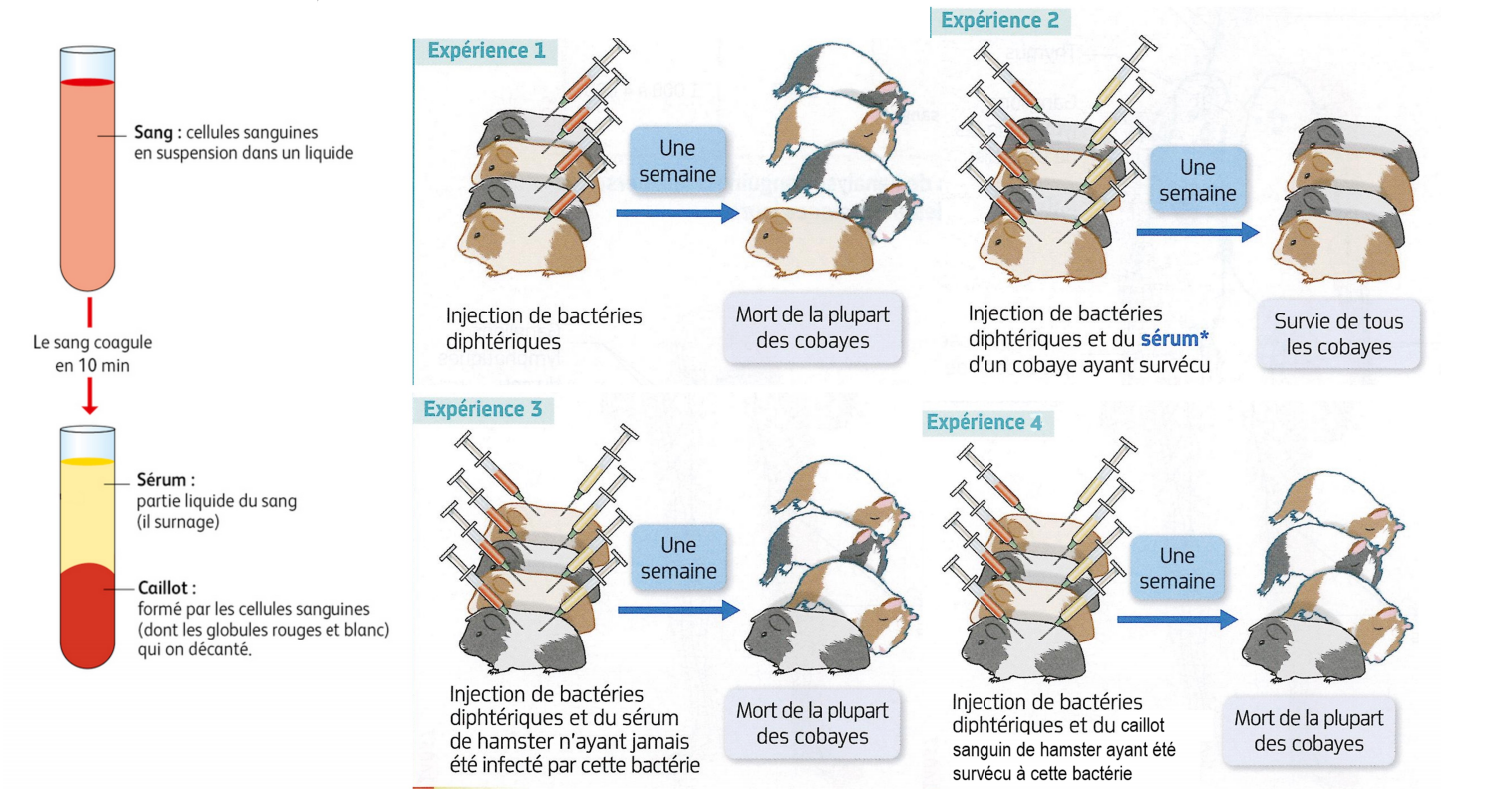 Sang : cellules sanguines
en suspension dans un liquide
Le sang coagule
en 10 min
Sérum :
partie liquide du sang
(il surnage)
Caillot :
formé par les cellules sanguines
(dont les globules rouges et blanc)
qui on décanté.
Expérience 1
Une
semaine
Injection de bactéries
diphtériques
Mort de la plupart
des cobayes
Expérience 2
Une
semaine
Injection de bactéries
diphtériques et du sérum*
d'un cobaye ayant survécu
Survie de tous
les cobayes
Expérience 3
Une
semaine
Injection de bactéries
diphtériques et du sérum
de hamster n'ayant jamais
été infecté par cette bactérie
Mort de la plupart
des cobayes
Expérience 4
Une
semaine
Injection de bactéries
diphtériques et du caillot
sanguin de hamster ayant été
survécu à cette bactérie
Mort de la plupart
des cobayes